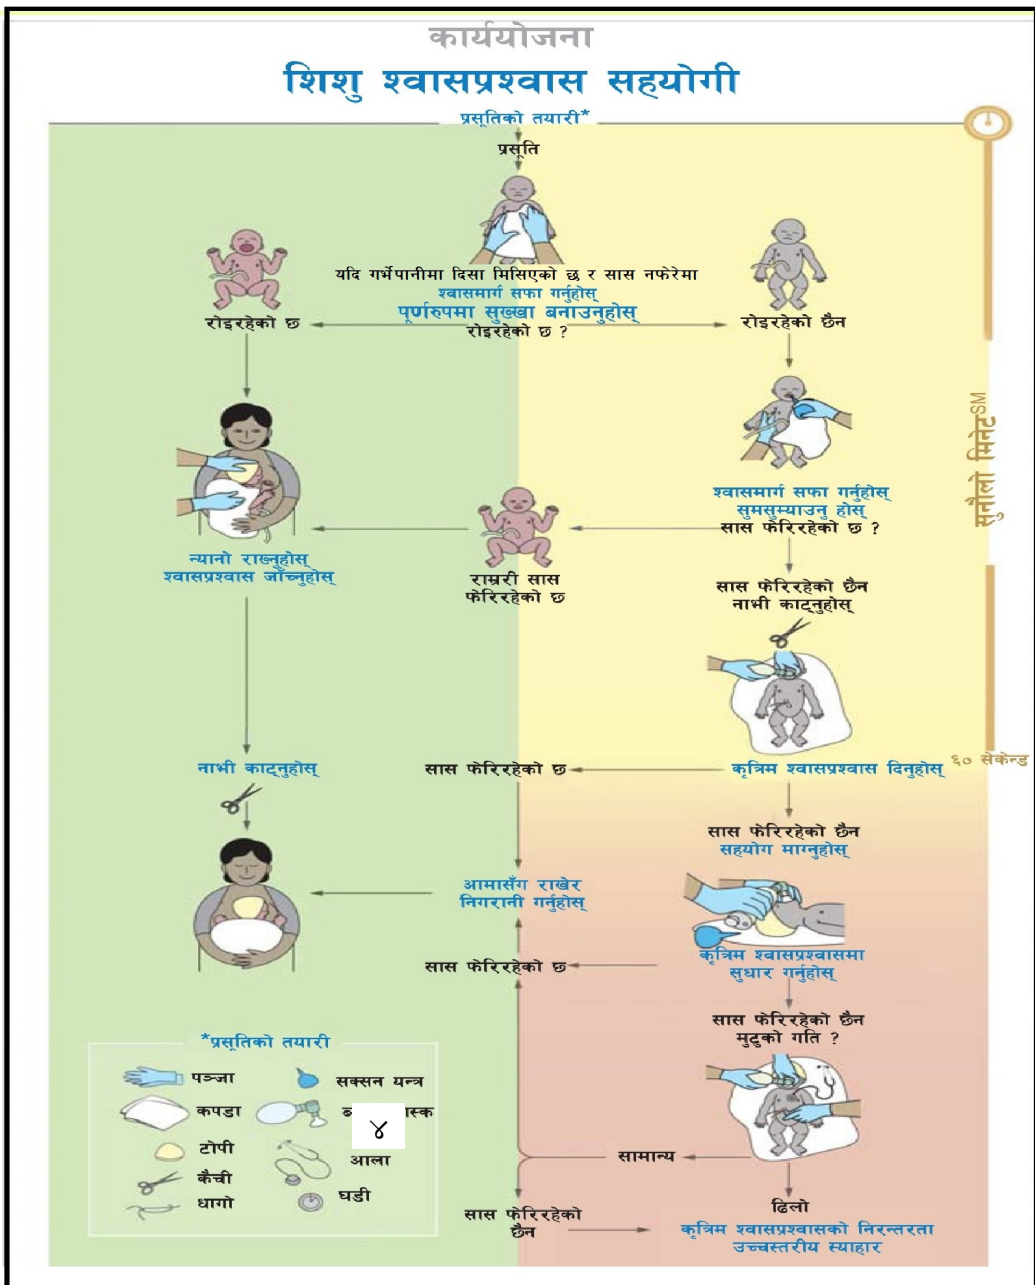 कार्ययोजना
शिशु श्वासप्रश्वास सहयोगी
प्रसूतिको तयारी*
प्रसूति
यदि गर्भेपानीमा दिसा मिसिएको छ र सास नफेरेमा
श्वासमार्ग सफा गर्नुहोस्
पूर्णरुपमा सुख्खा बनाउनुहोस्
रोइरहेको छ ?
रोइरहेको छ
रोइरहेको छैन
सुनौलो मिनेट SM
श्वासमार्ग सफा गर्नुहोस्
सुमसुम्याउनु होस्
सास फेरिरहेको छ ?
न्यानो राख्नुहोस्
श्वासप्रश्वास जाँच्नुहोस्
राम्ररी सास
फेरिरहेको छ
सास फेरिरहेको छैन
नाभी काट्नुहोस्
नाभी काट्नुहोस्
सास फेरिरहेको छ
कृत्रिम श्वासप्रश्वास दिनुहोस्
६० सेकेन्ड
सास फेरिरहेको छैन
सहयोग माग्नुहोस्
आमासँग राखेर
निगरानी गर्नुहोस्
कृत्रिम श्वासप्रश्वासमा
सुधार गर्नुहोस्
सास फेरिरहेको छ
सास फेरिरहेको छैन
मुटुको गति ?
*प्रसूतिको तयारी
पञ्जा
सक्सन यन्त्र
कपडा
४
टोपी
आला
कैंची
धागो
घडी
सामान्य
ढिलो
सास फेरिरहेको
छैन
कृत्रिम श्वासप्रश्वासको निरन्तरता
उच्चस्तरीय स्याहार